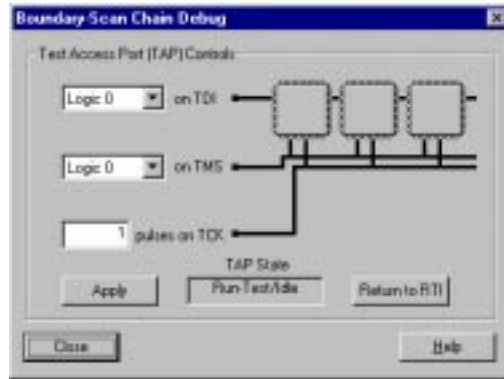 Boundary-Scan Chain Debug
Test Access Port (TAP) Controls
Logic 0 on TDI
Logic 0 on TMS
1 pulses on TCK
TAP State
Apply Run-Test/Idle Return to RTI
Close Help